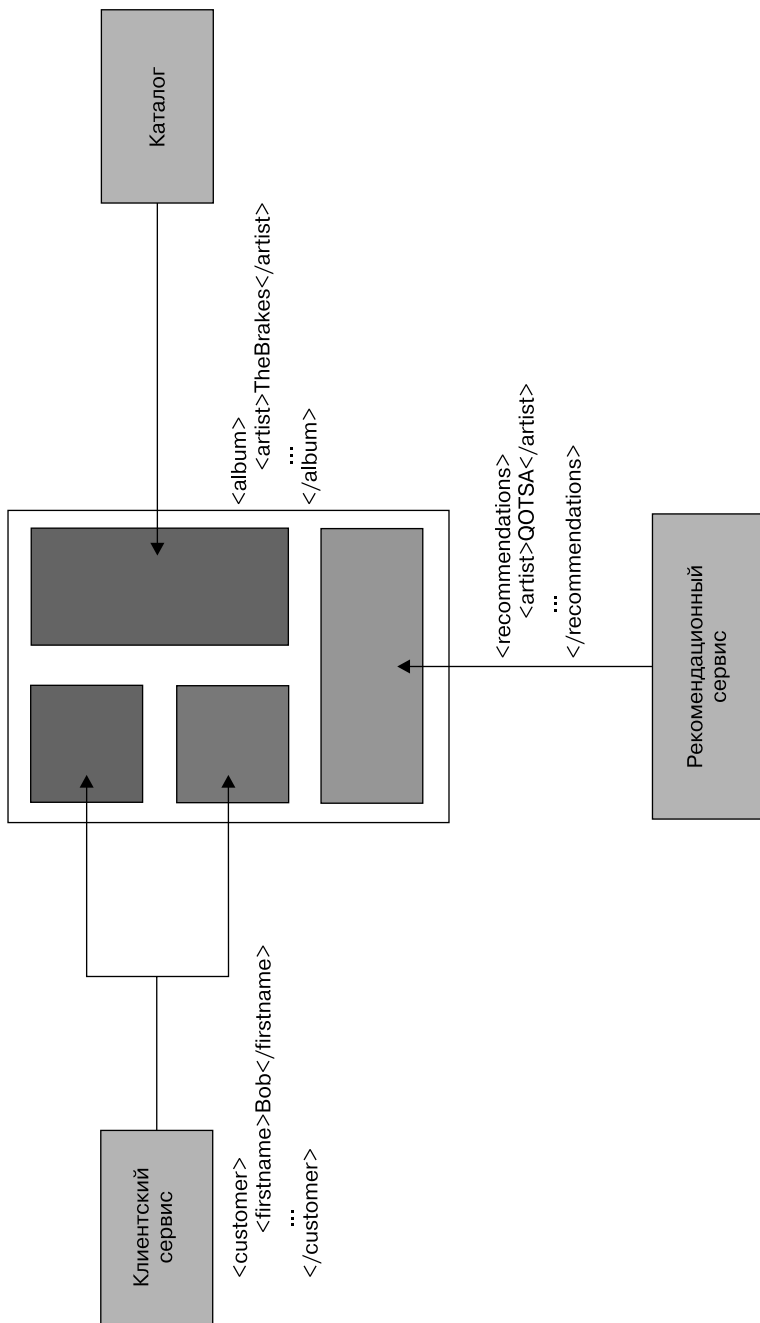 Клиентский
сервис
<customer>
<firstname>Bob</firstname>
...
</customer>
Каталог
<album>
<artist>TheBrakes</artist>
...
</album>
<recommendations>
<artist>QOTSA</artist>
...
</recommendations>
Рекомендационный
сервис